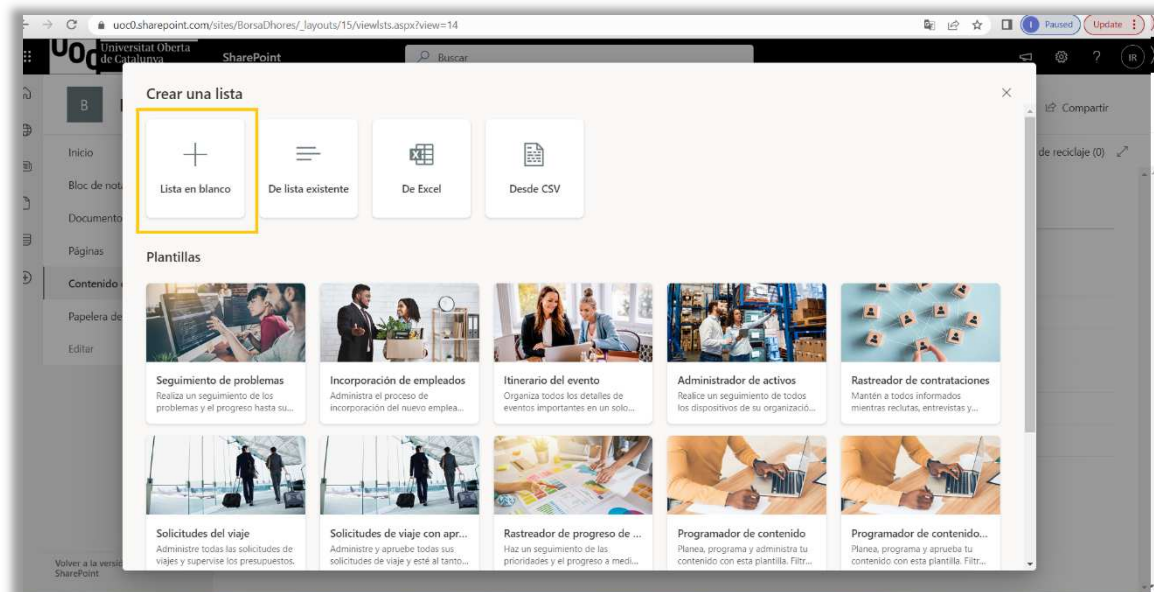 uoc0.sharepoint.com/sites/BorsaDhores/_layouts/15/viewlsts.aspx?view=14
I
Paused
Update
UOC
Universitat Oberta
de Catalunya
SharePoint
Buscar
?
IR
Crear una lista
B
Compartir
Inicio
de reciclaje (0)
Lista en blanco
De lista existente
De Excel
Desde CSV
Bloc de nota
Documento
Páginas
Plantillas
Contenido
Papelera de
Editar
Seguimiento de problemas
Realiza un seguimiento de los
problemas y el progreso hasta su...
Incorporación de empleados
Administra el proceso de
incorporación del nuevo emplea...
Itinerario del evento
Organiza todos los detalles de
eventos importantes en un solo...
Administrador de activos
Realice un seguimiento de todos
los dispositivos de su organizació...
Rastreador de contrataciones
Mantén a todos informados
mientras reclutas, entrevistas y...
Solicitudes del viaje
Administre todas las solicitudes de
viajes y supervise los presupuestos.
Solicitudes de viaje con apr...
Administre y apruebe todas sus
solicitudes de viaje y esté al tanto...
Rastreador de progreso de ...
Haz un seguimiento de las
prioridades y el progreso a medi...
Programador de contenido
Planea, programa y administra tu
contenido con esta plantilla. Filtr...
Programador de contenido...
Planea, programa y aprueba tu
contenido con esta plantilla. Filtr...
Volver a la versió
SharePoint